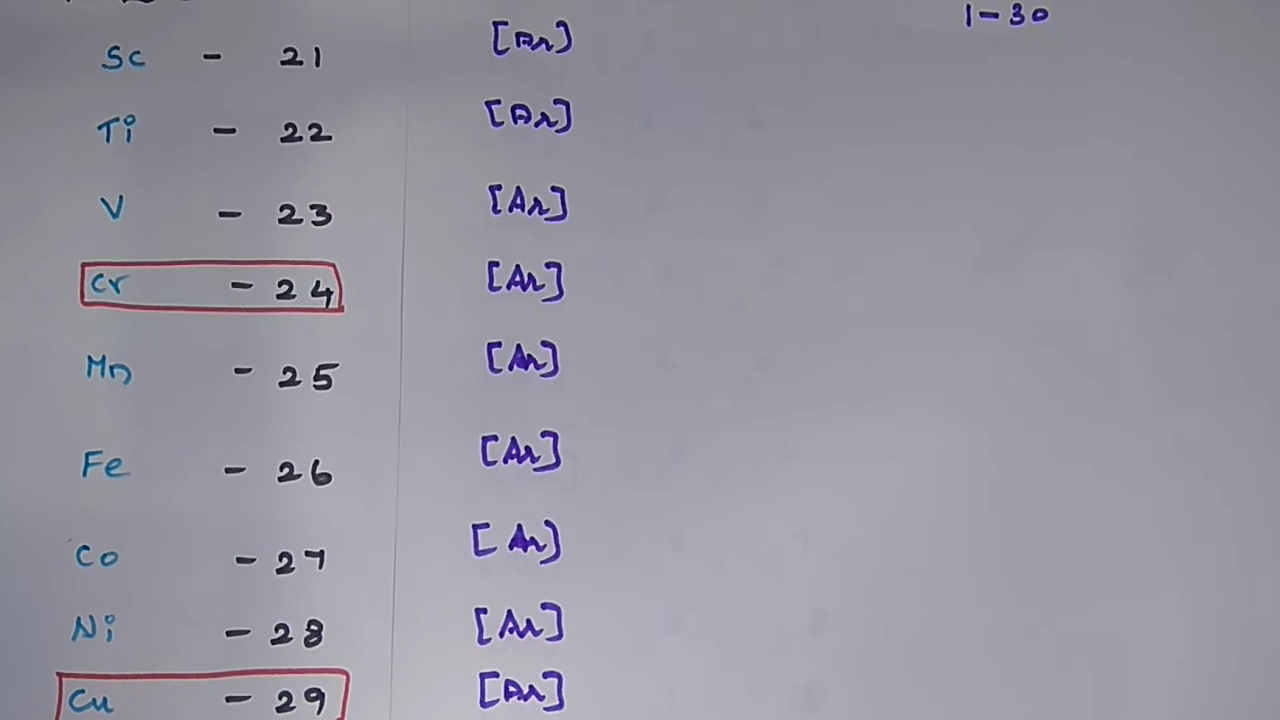 1-30
Sc - 21 [Ar]
Ti - 22 [Ar]
V - 23 [Ar]
Cr - 24 [Ar]
Mn - 25 [Ar]
Fe - 26 [Ar]
Co - 27 [Ar]
Ni - 28 [Ar]
Cu - 29 [Ar]